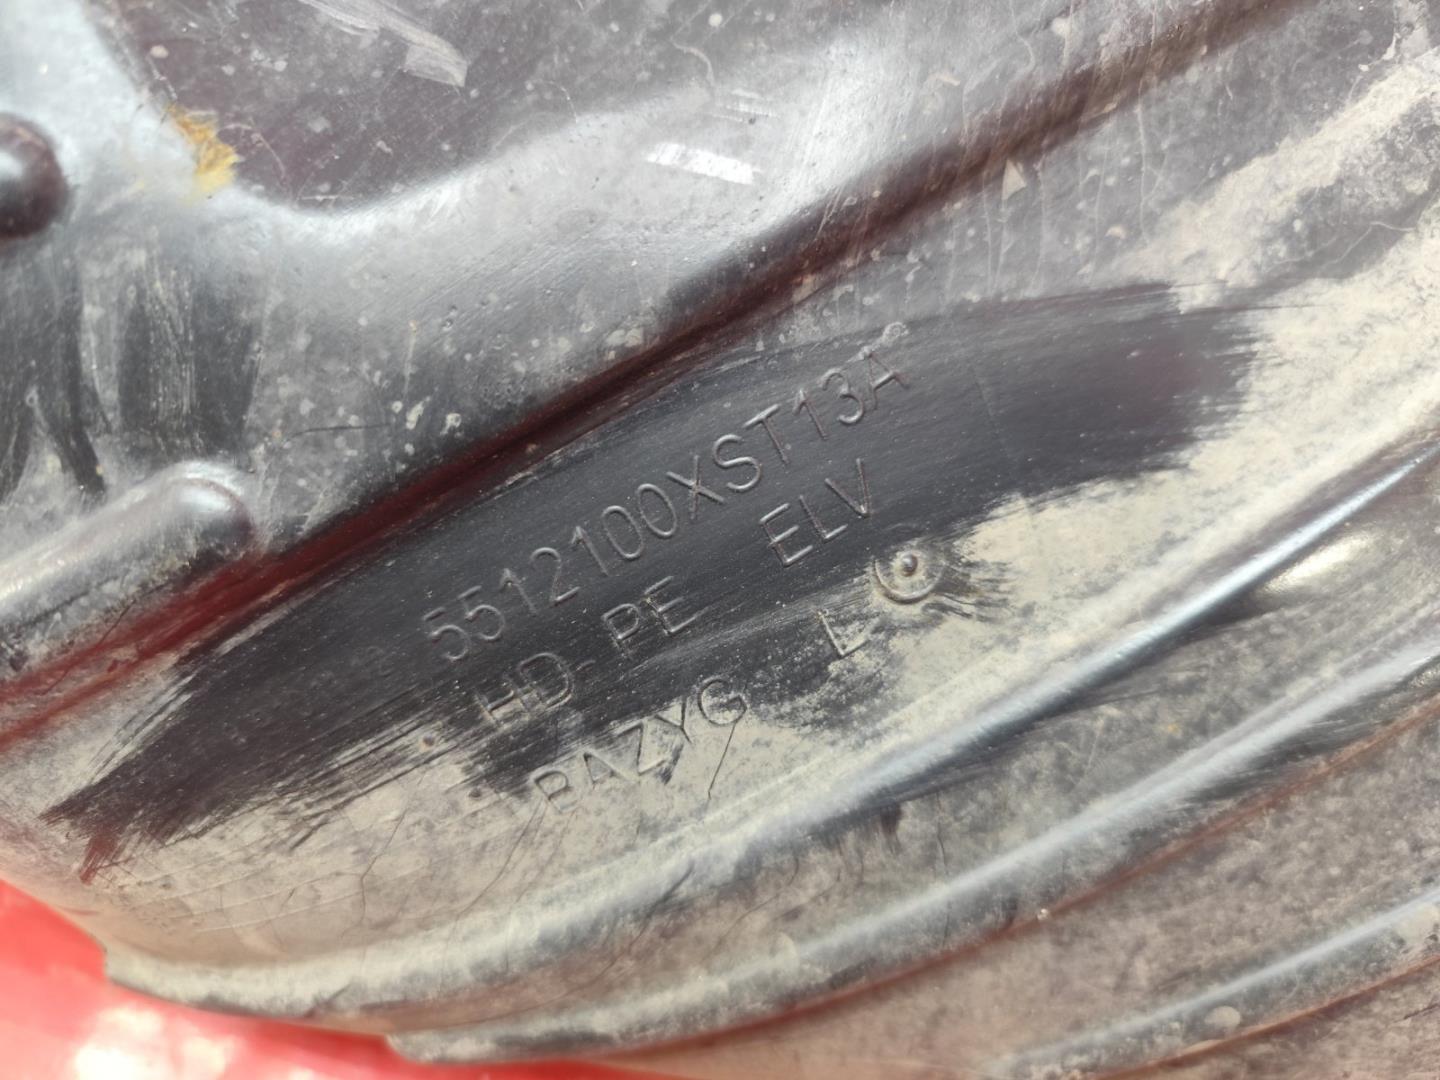 5512100XST13A
HD-PE ELV
BAZYG L